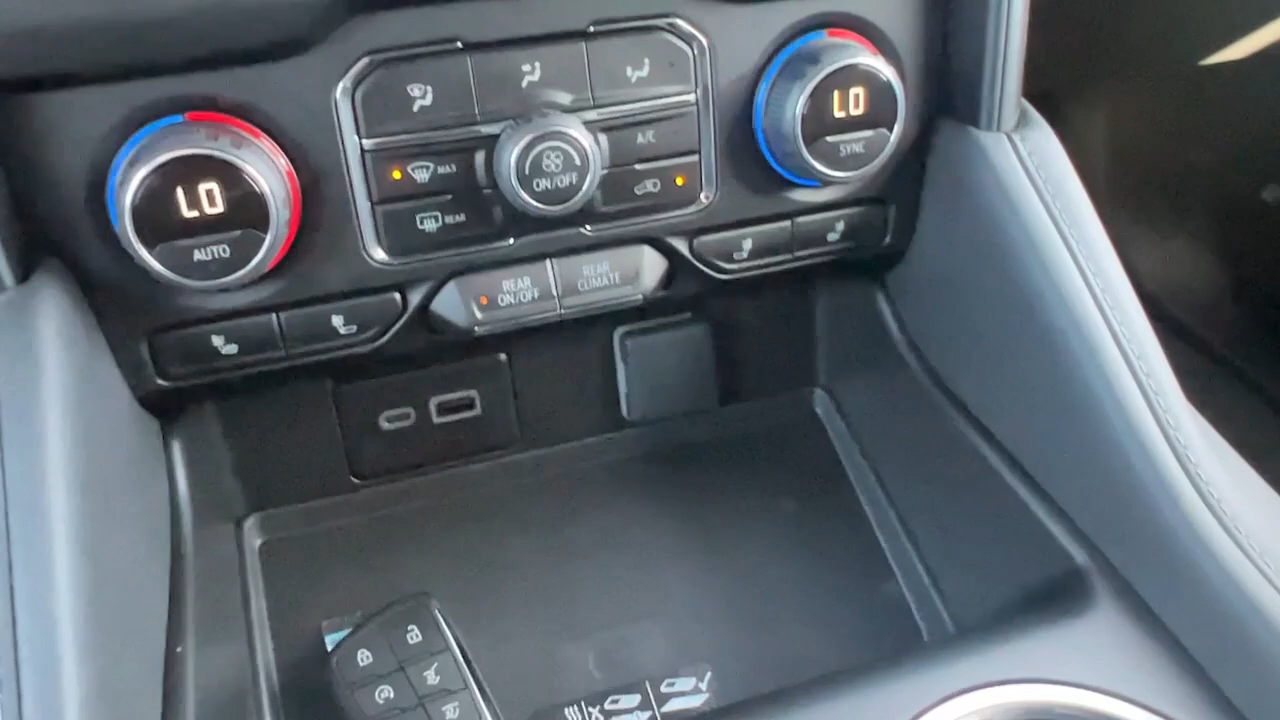 LO
AUTO
MAX
REAR
ON/OFF
A/C
LO
SYNC
REAR
ON/OFF
REAR
CLIMATE